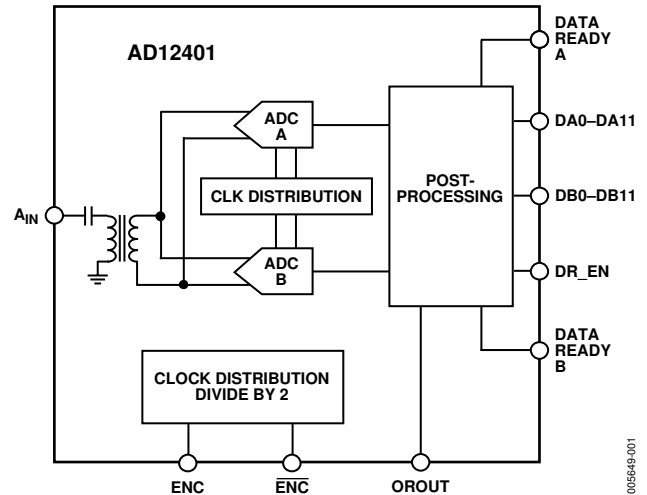 AD12401
DATA
READY
A
ADC
A
DA0–DA11
POST-
PROCESSING
CLK DISTRIBUTION
DB0–DB11
AIN
ADC
B
DR_EN
DATA
READY
B
CLOCK DISTRIBUTION
DIVIDE BY 2
ENC
ENC
OROUT
005649-001